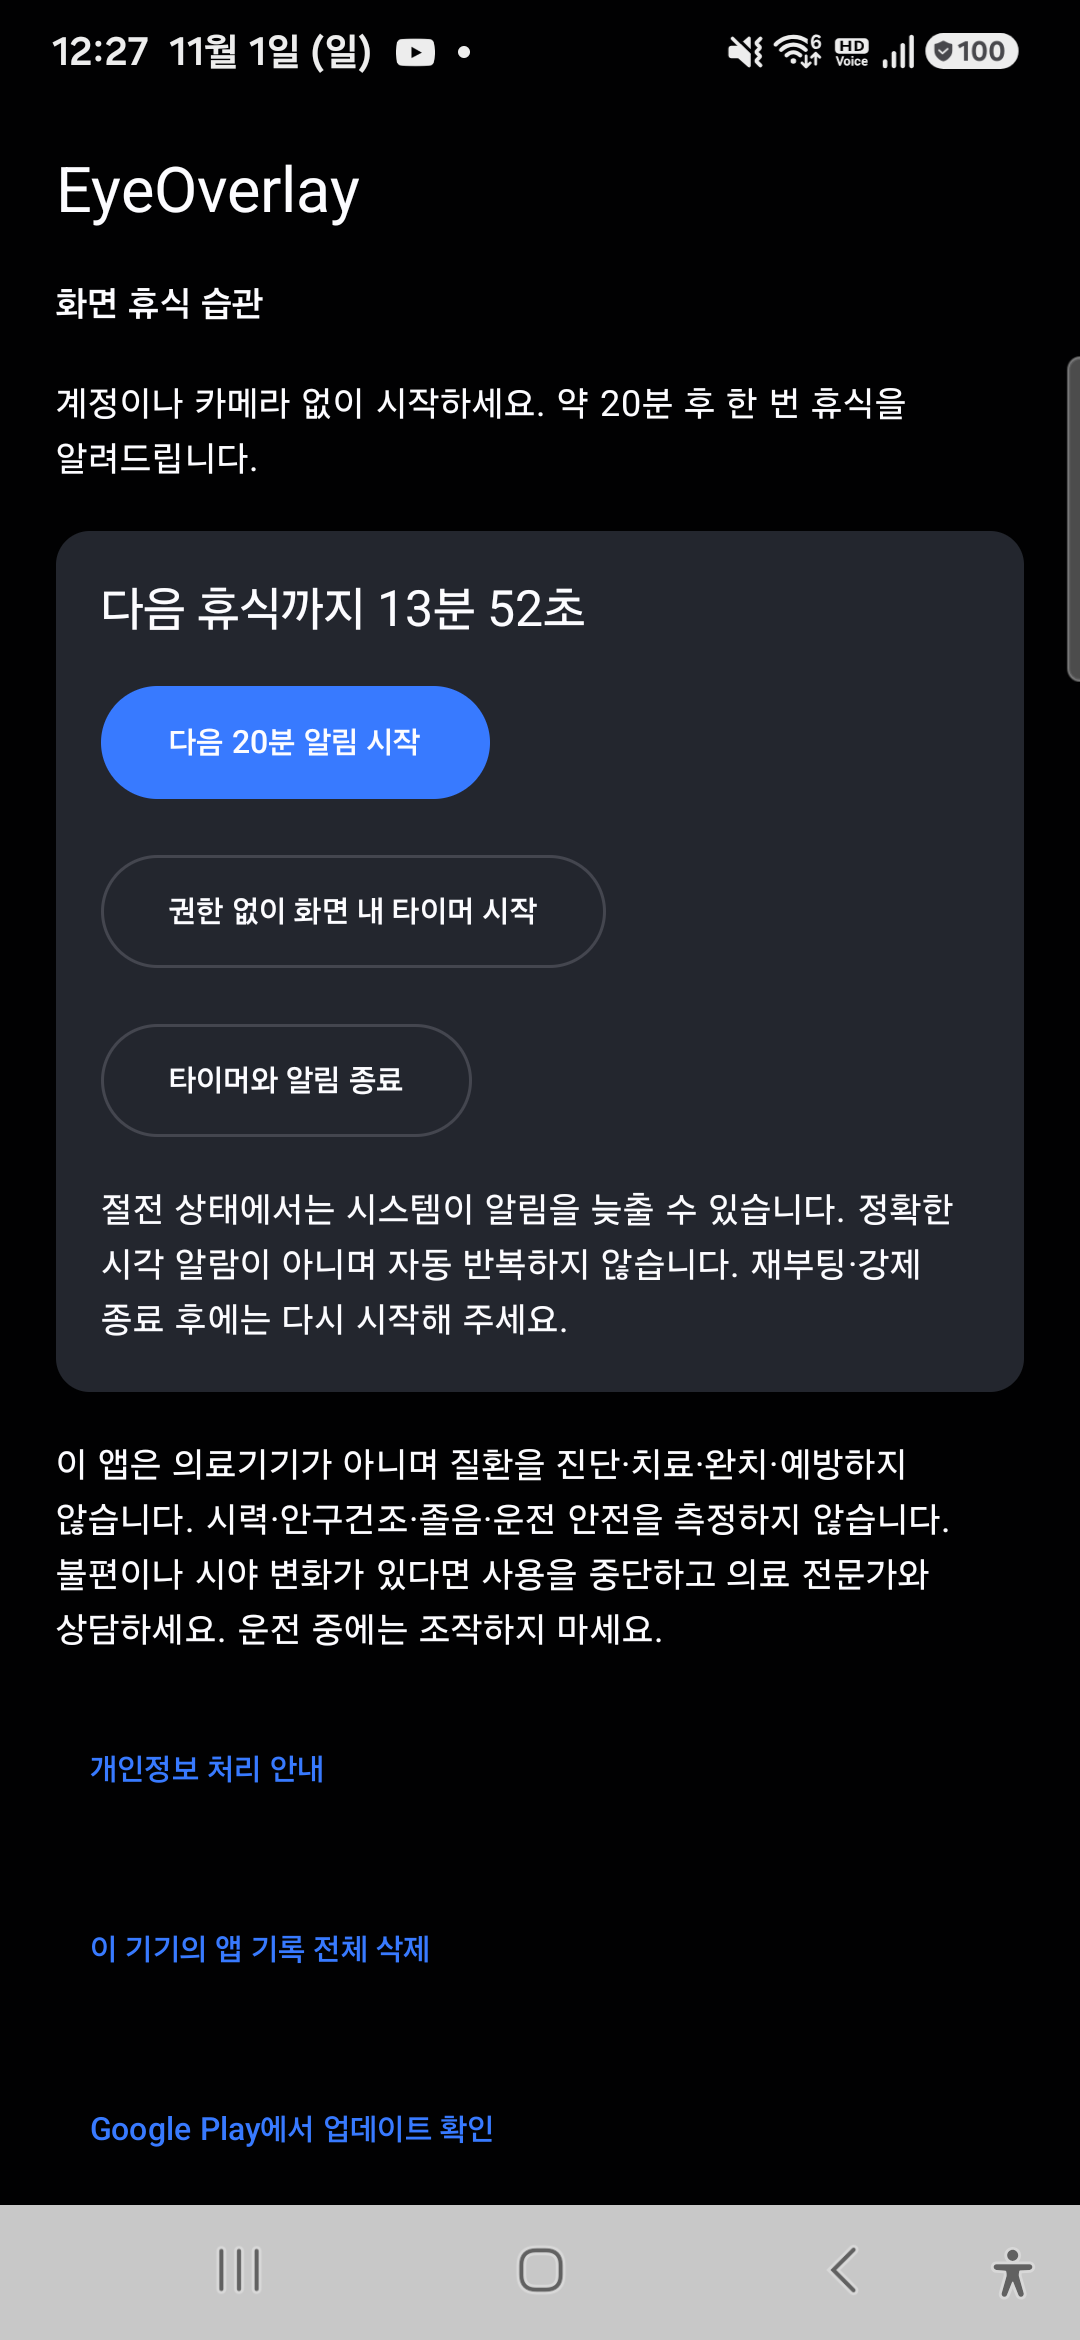 12:27 11월 1일 (일)
6 HD Voice 100
EyeOverlay
화면 휴식 습관
계정이나 카메라 없이 시작하세요. 약 20분 후 한 번 휴식을
알려드립니다.
다음 휴식까지 13분 52초
다음 20분 알림 시작
권한 없이 화면 내 타이머 시작
타이머와 알림 종료
절전 상태에서는 시스템이 알림을 늦출 수 있습니다. 정확한
시각 알람이 아니며 자동 반복하지 않습니다. 재부팅·강제
종료 후에는 다시 시작해 주세요.
이 앱은 의료기기가 아니며 질환을 진단·치료·완치·예방하지
않습니다. 시력·안구건조·졸음·운전 안전을 측정하지 않습니다.
불편이나 시야 변화가 있다면 사용을 중단하고 의료 전문가와
상담하세요. 운전 중에는 조작하지 마세요.
개인정보 처리 안내
이 기기의 앱 기록 전체 삭제
Google Play에서 업데이트 확인